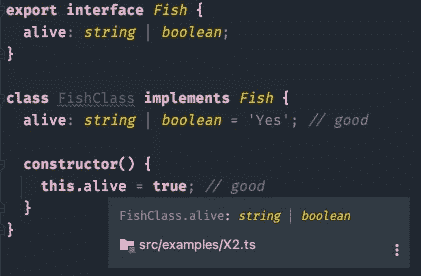 export interface Fish {
  alive: string | boolean;
}

class FishClass implements Fish {
  alive: string | boolean = 'Yes'; // good

  constructor() {
    this.alive = true; // good
  }
}
FishClass.alive: string | boolean
src/examples/X2.ts